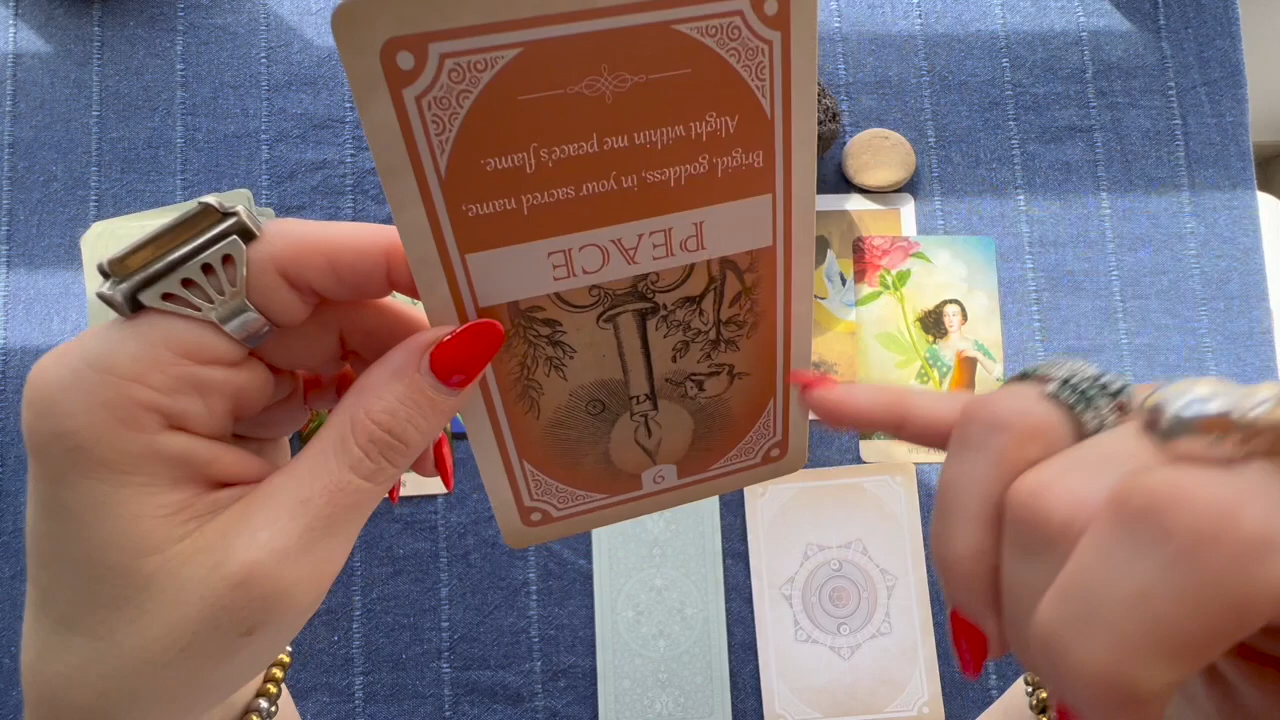 9
PEACE
Brigid, goddess, in your sacred name,
Alight within me peace's flame.